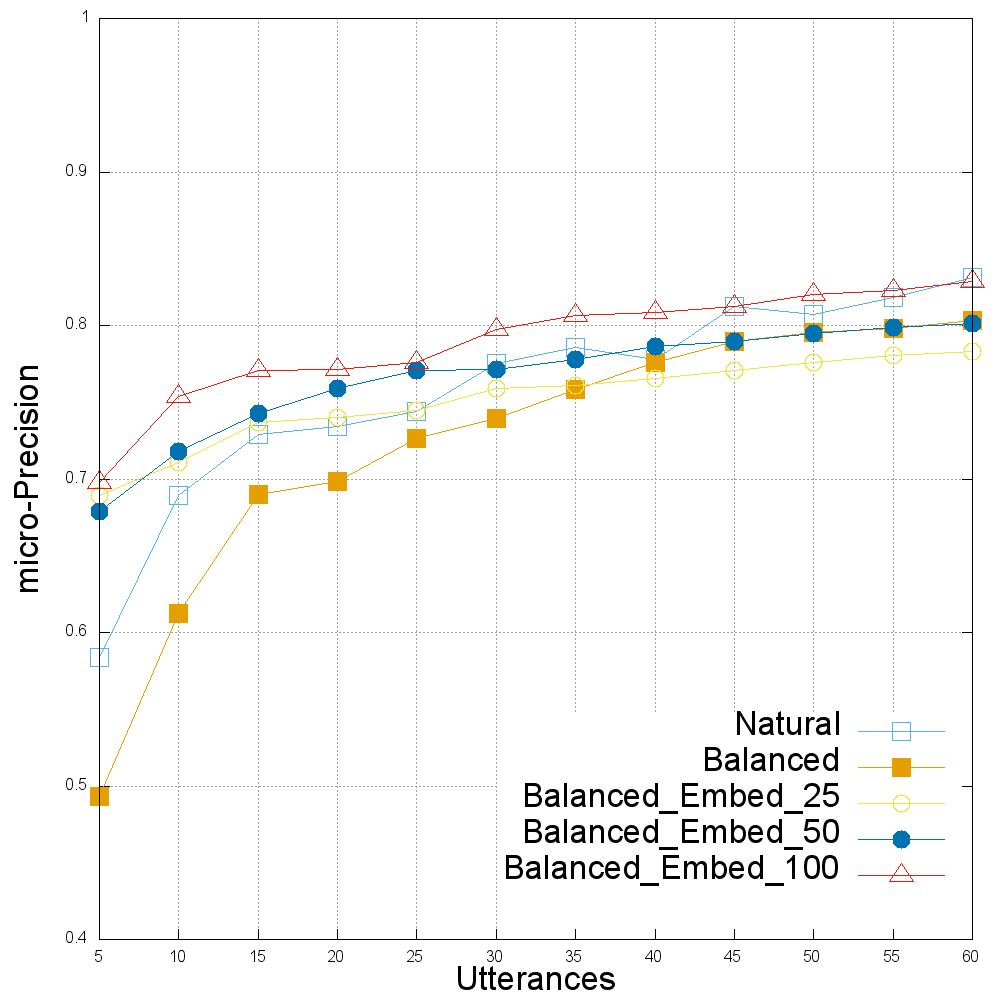 1
0.9
0.8
0.7
0.6
0.5
0.4
micro-Precision
Natural
Balanced
Balanced_Embed_25
Balanced_Embed_50
Balanced_Embed_100
5 10 15 20 25 30 35 40 45 50 55 60
Utterances